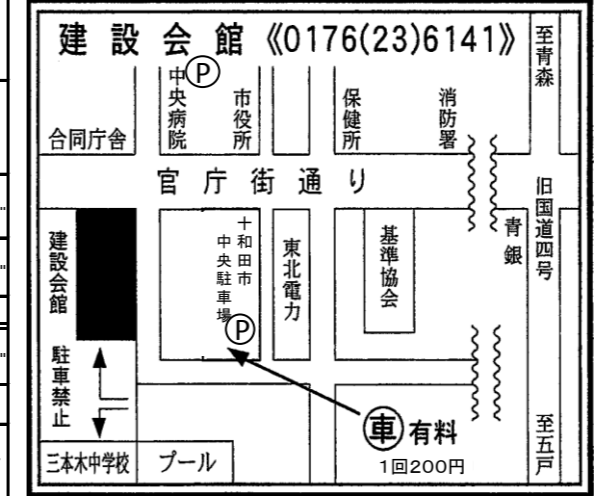 建設会館《0176(23)6141》
至青森
Ⓟ
中央病院
市役所
保健所
消防署
合同庁舎
官庁街通り
旧国道四号
建設会館
十和田市
中央駐車場
Ⓟ
東北電力
基準協会
青銀
駐車禁止
車有料
1回200円
至五戸
三本木中学校
プール